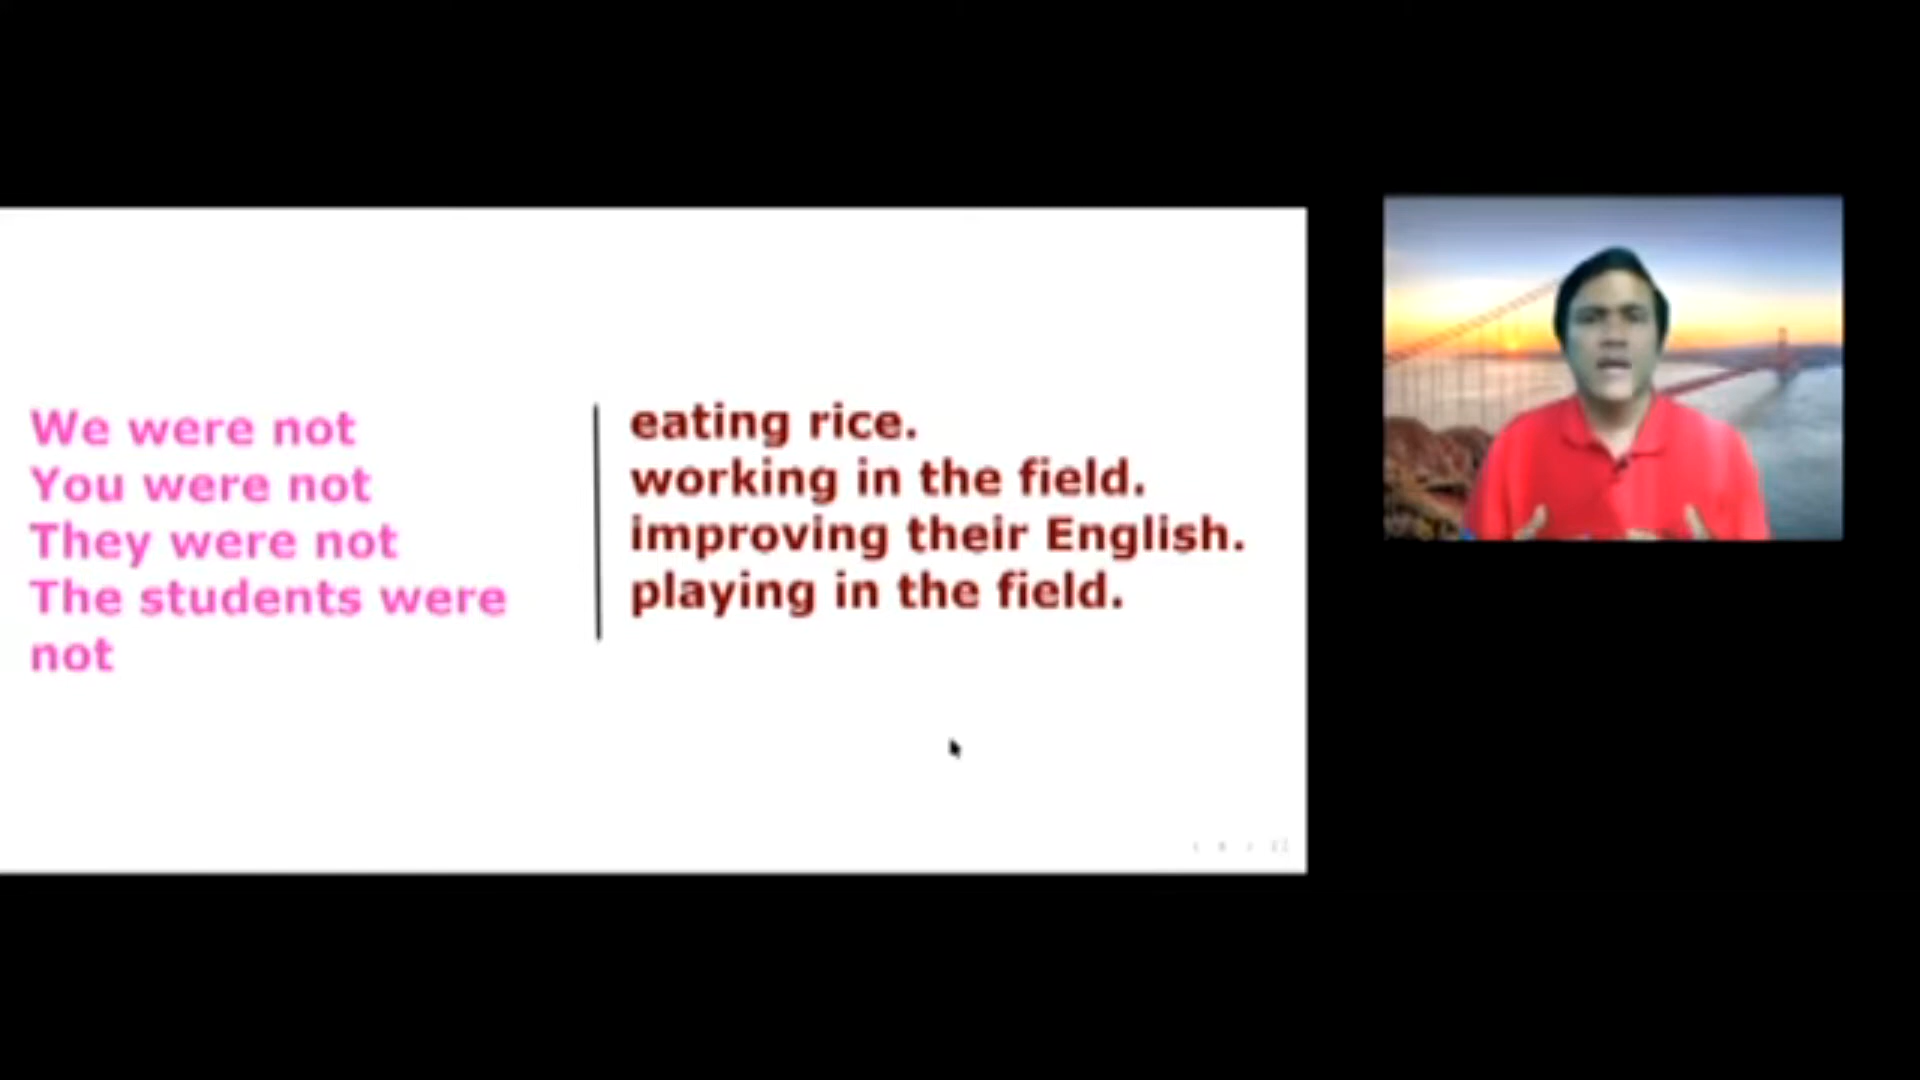 We were not
You were not
They were not
The students were
not
eating rice.
working in the field.
improving their English.
playing in the field.